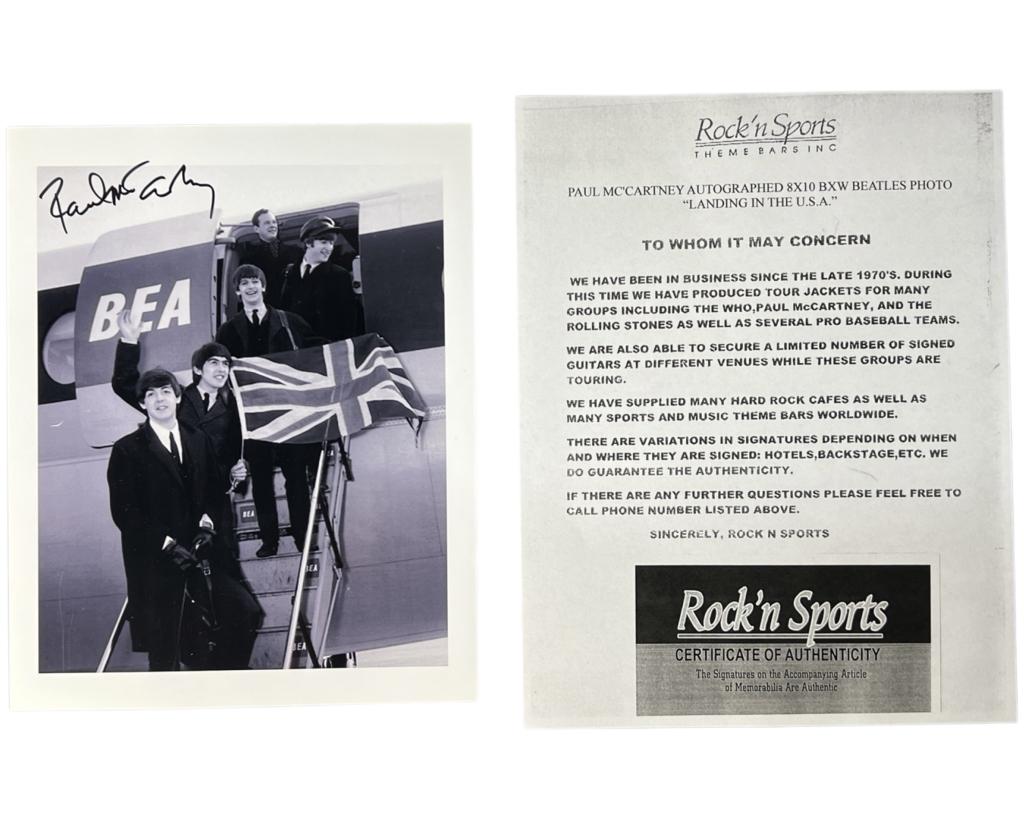 Paul McCartney
BEA
BEA
BEA
BEA
Rock'n Sports
THEME BARS INC
PAUL MC'CARTNEY AUTOGRAPHED 8X10 BXW BEATLES PHOTO
“LANDING IN THE U.S.A.”
TO WHOM IT MAY CONCERN
WE HAVE BEEN IN BUSINESS SINCE THE LATE 1970'S. DURING
THIS TIME WE HAVE PRODUCED TOUR JACKETS FOR MANY
GROUPS INCLUDING THE WHO,PAUL McCARTNEY, AND THE
ROLLING STONES AS WELL AS SEVERAL PRO BASEBALL TEAMS.
WE ARE ALSO ABLE TO SECURE A LIMITED NUMBER OF SIGNED
GUITARS AT DIFFERENT VENUES WHILE THESE GROUPS ARE
TOURING.
WE HAVE SUPPLIED MANY HARD ROCK CAFES AS WELL AS
MANY SPORTS AND MUSIC THEME BARS WORLDWIDE.
THERE ARE VARIATIONS IN SIGNATURES DEPENDING ON WHEN
AND WHERE THEY ARE SIGNED: HOTELS,BACKSTAGE,ETC. WE
DO GUARANTEE THE AUTHENTICITY.
IF THERE ARE ANY FURTHER QUESTIONS PLEASE FEEL FREE TO
CALL PHONE NUMBER LISTED ABOVE.
SINCERELY, ROCK N SPORTS
Rock'n Sports
CERTIFICATE OF AUTHENTICITY
The Signatures on the Accompanying Article
of Memorabilia Are Authentic